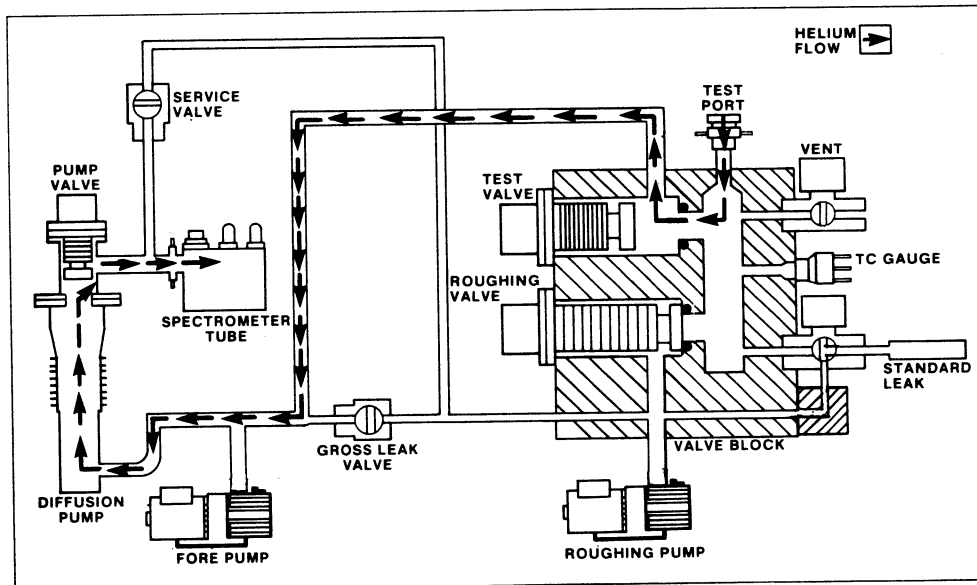 HELIUM
FLOW
SERVICE
VALVE
TEST
PORT
VENT
PUMP
VALVE
TEST
VALVE
TC GAUGE
ROUGHING
VALVE
SPECTROMETER
TUBE
STANDARD
LEAK
GROSS LEAK
VALVE
VALVE BLOCK
DIFFUSION
PUMP
FORE PUMP
ROUGHING PUMP